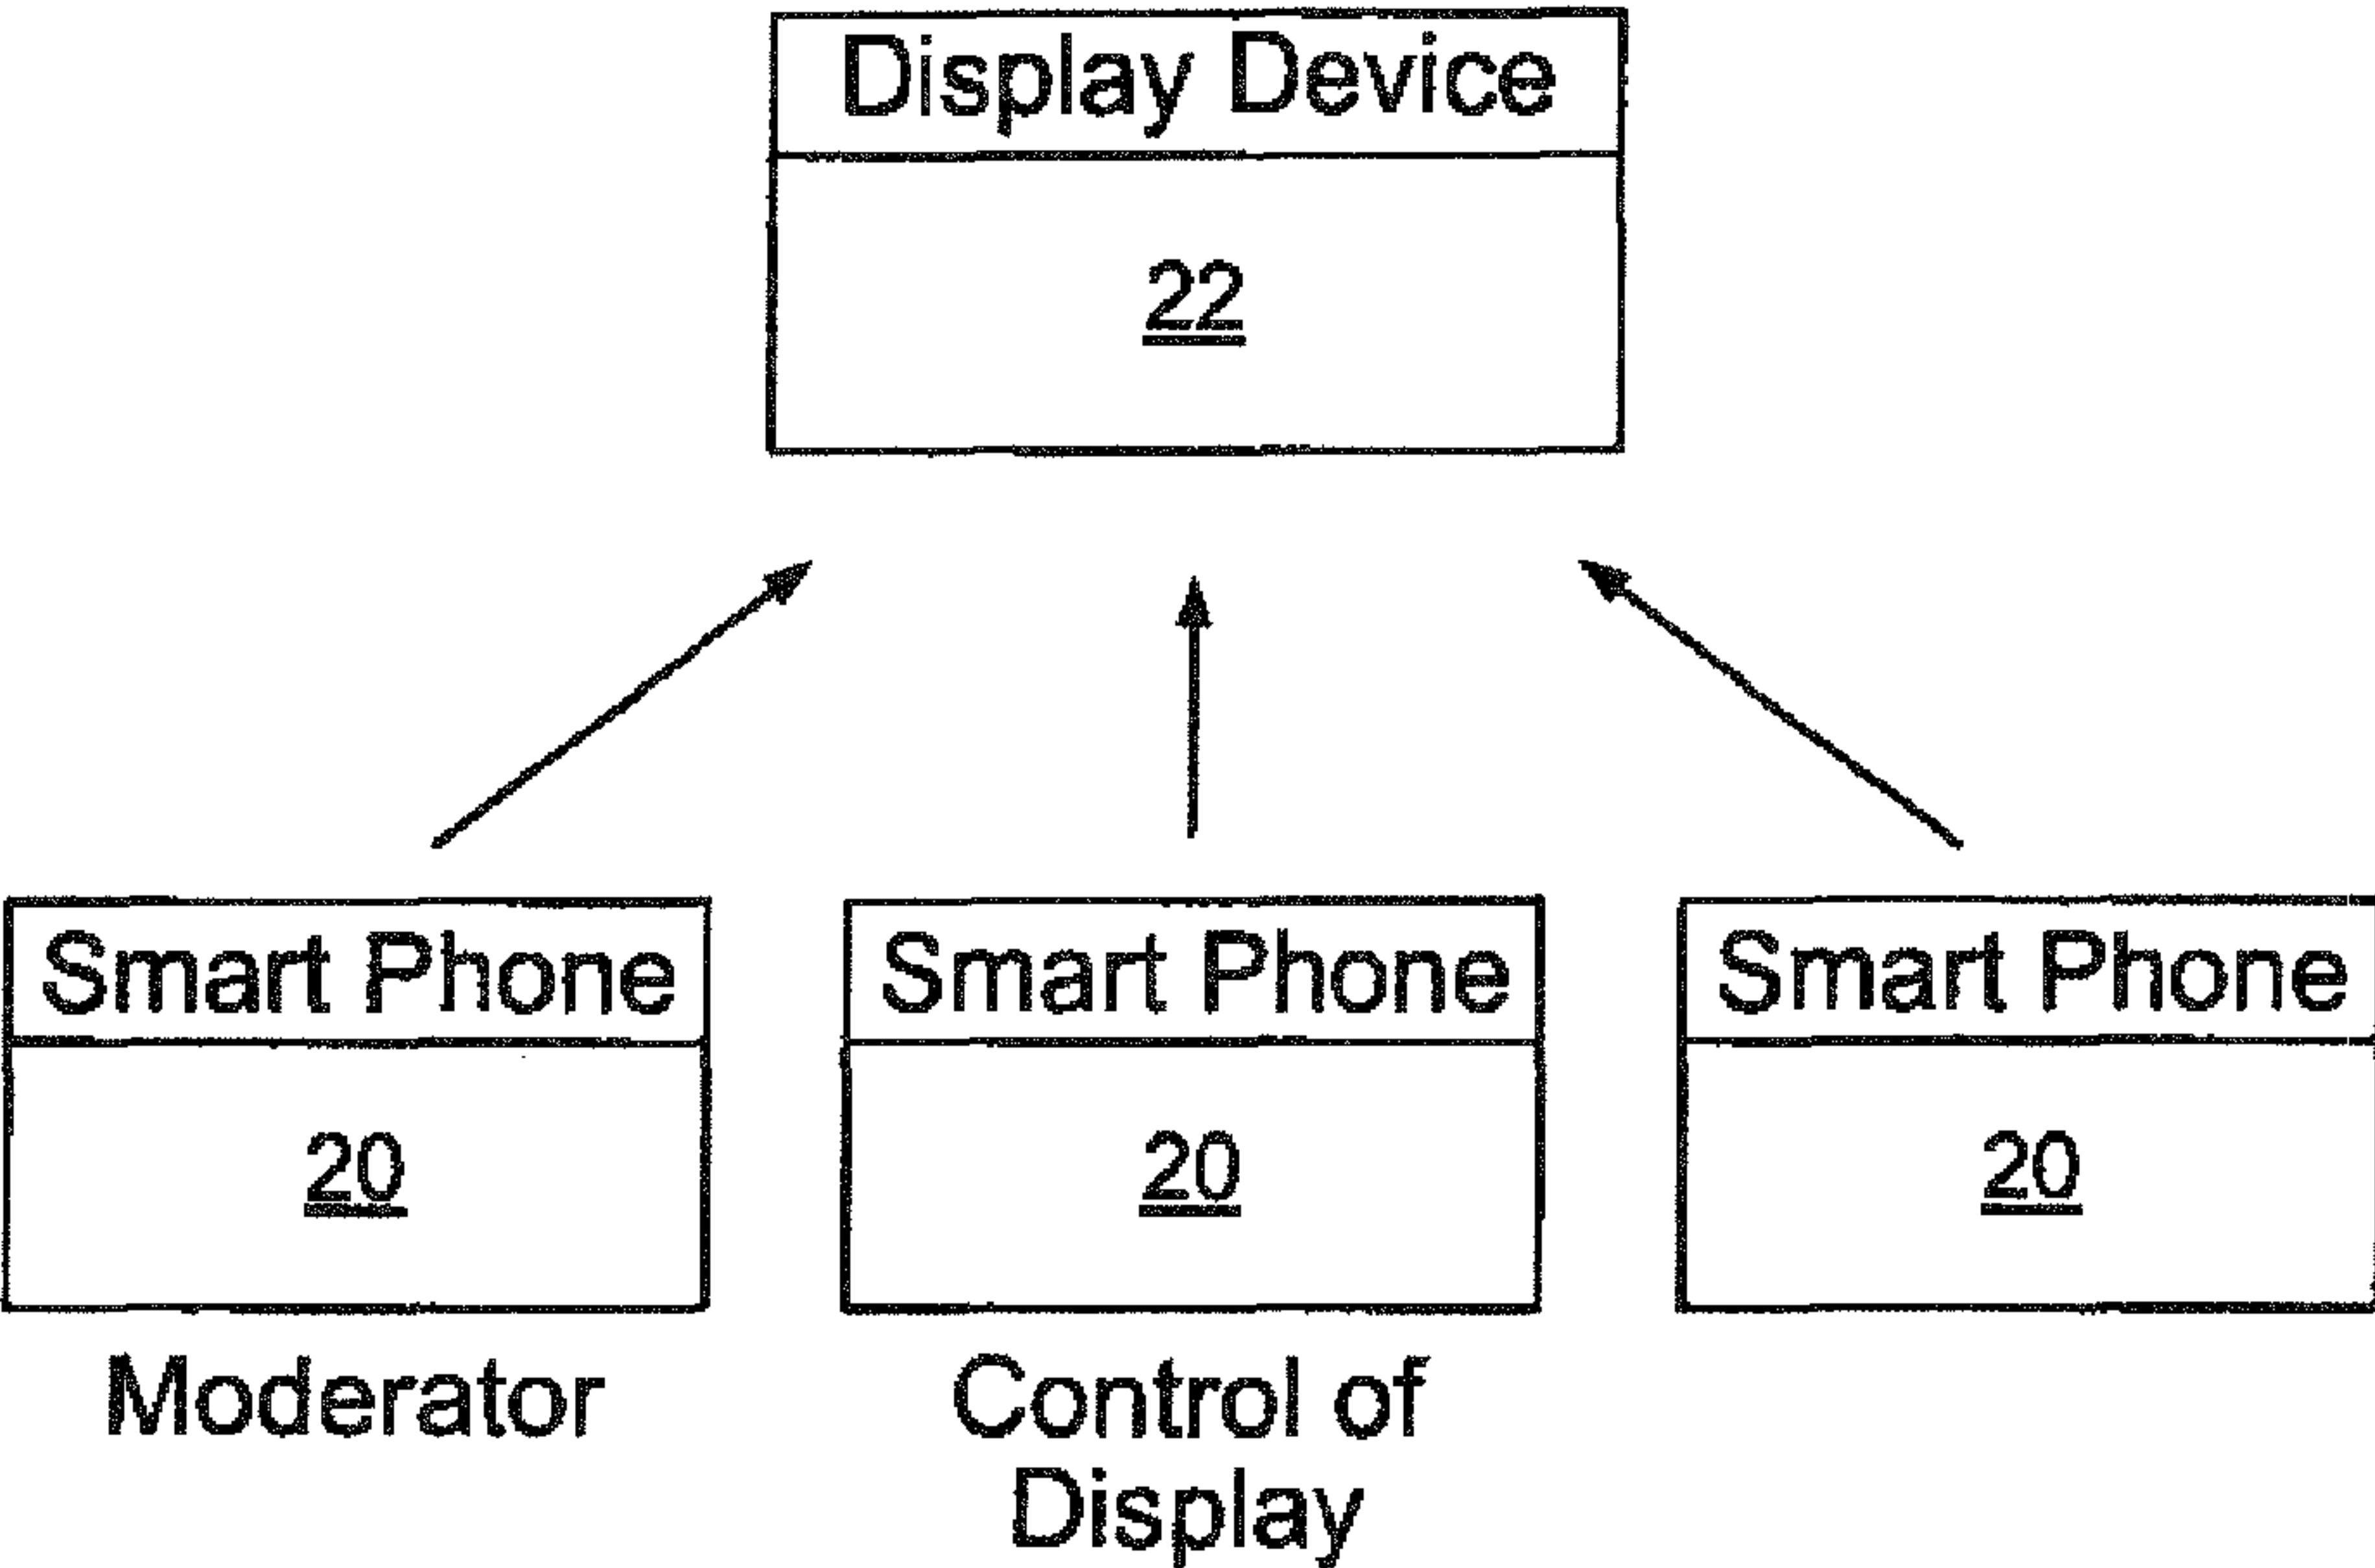 Display Device
22
Smart Phone
Smart Phone
Smart Phone
20
20
20
Moderator
Control of
Display